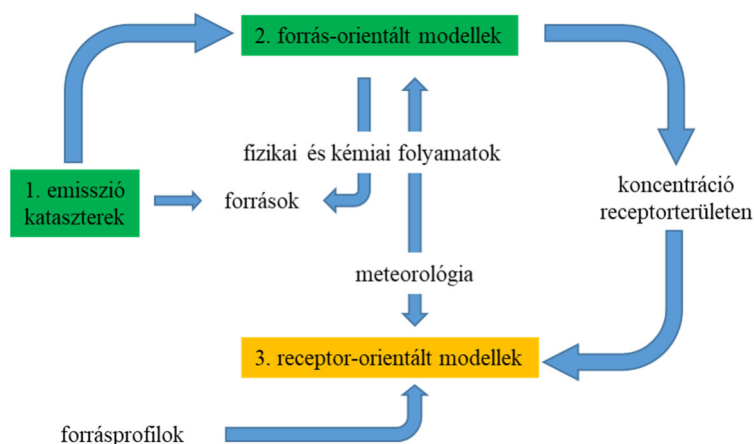 2. forrás-orientált modellek
fizikai és kémiai folyamatok
1. emisszió
kataszterek
források
koncentráció
receptorterületen
meteorológia
3. receptor-orientált modellek
forrásprofilok